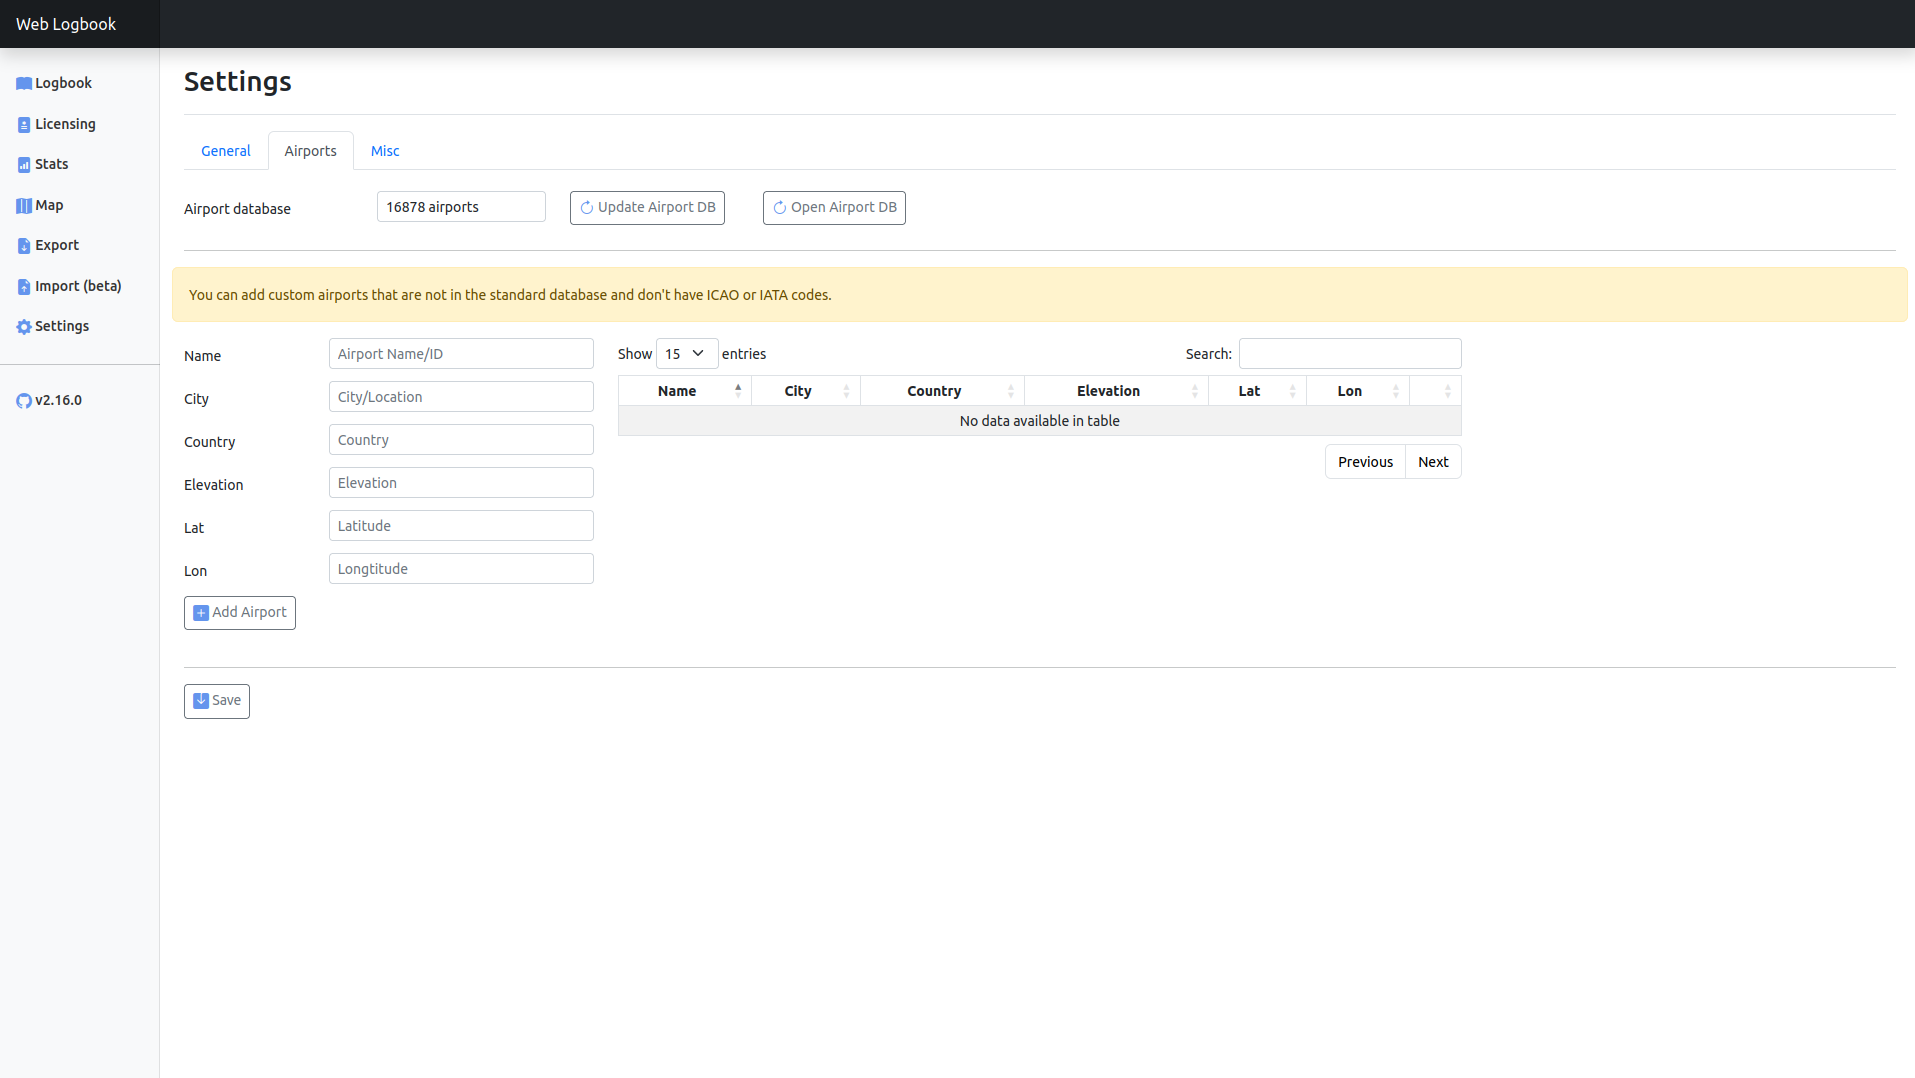 Web Logbook
Logbook
Licensing
Stats
Map
Export
Import (beta)
Settings
v2.16.0
Settings
General Airports Misc
Airport database 16878 airports Update Airport DB Open Airport DB
You can add custom airports that are not in the standard database and don't have ICAO or IATA codes.
Name Airport Name/ID
City City/Location
Country Country
Elevation Elevation
Lat Latitude
Lon Longtitude
Add Airport
Show 15 entries Search:
Name City Country Elevation Lat Lon
No data available in table
Previous Next
Save